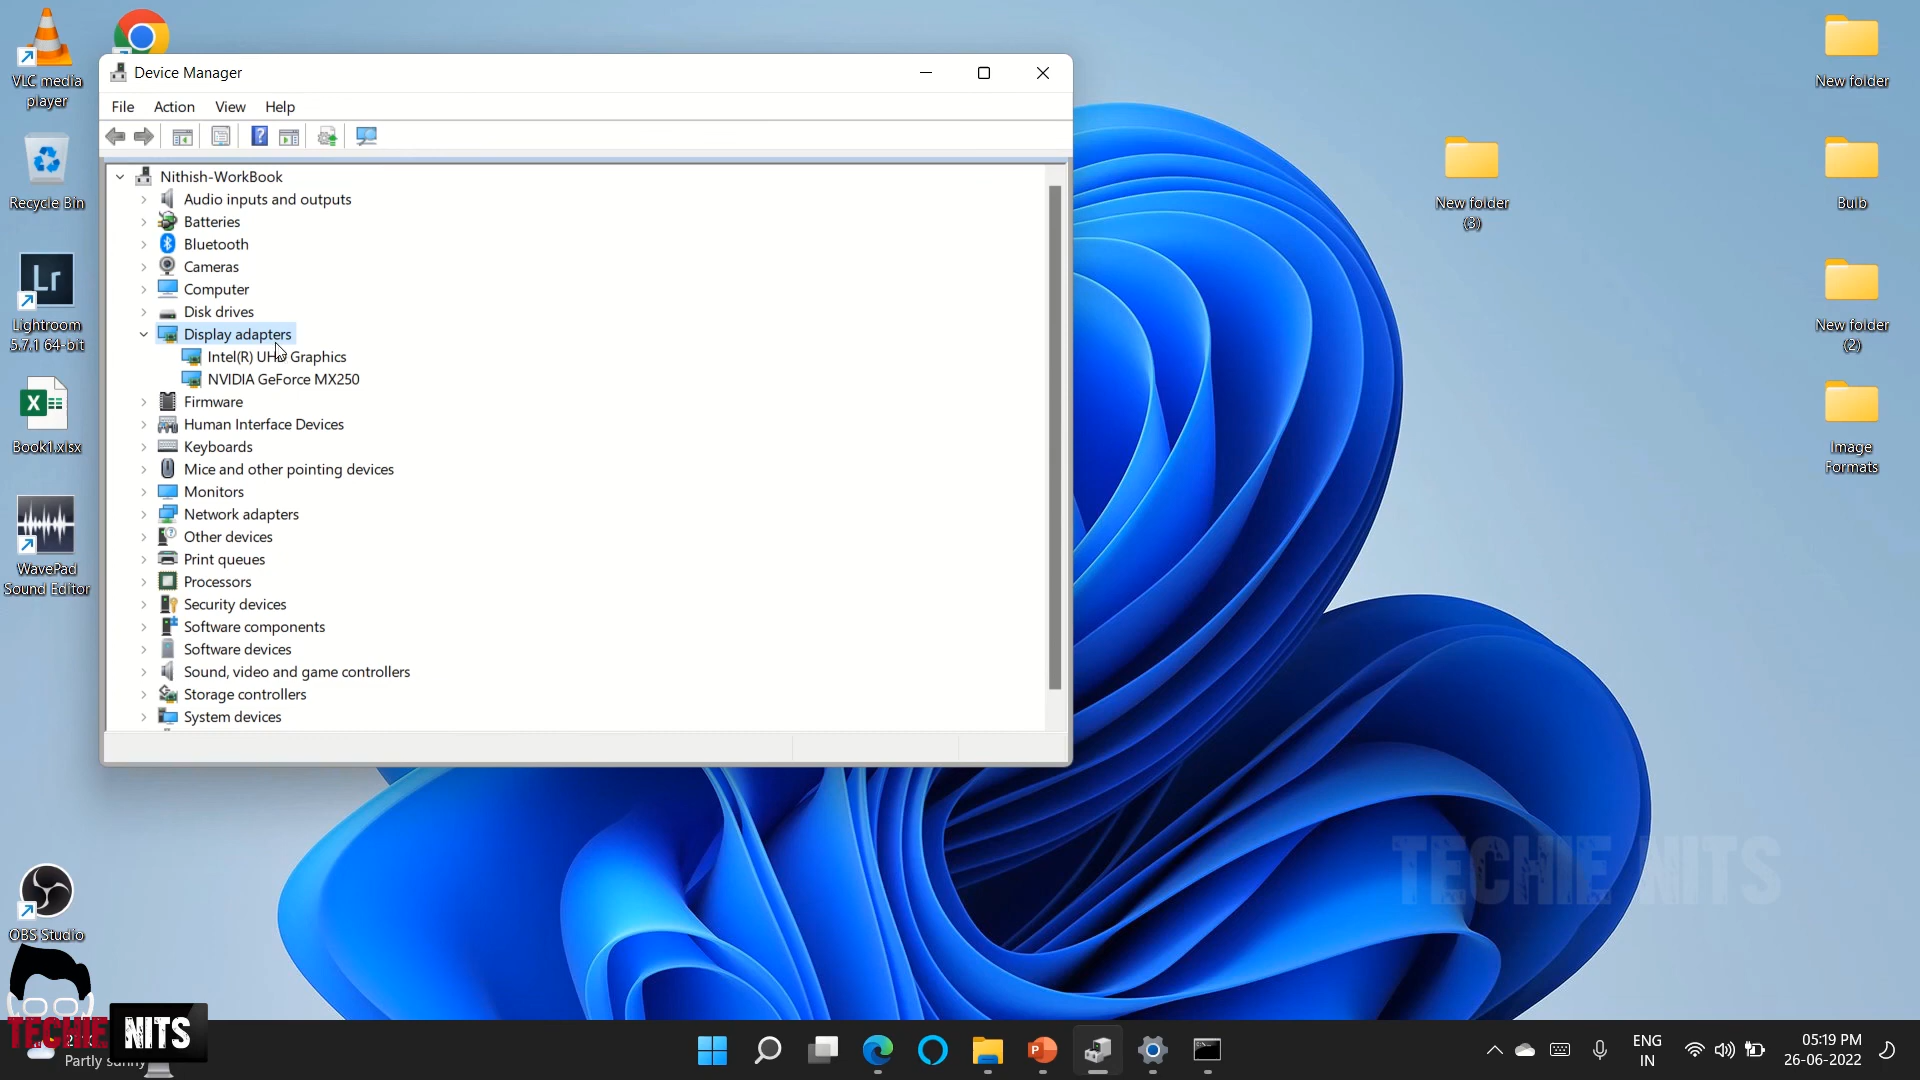 VLC media
player
Recycle Bin
Lightroom
5.7.1 64-bit
Book1.xlsx
WavePad
Sound Editor
OBS Studio
Device Manager
File Action View Help
Nithish-WorkBook
Audio inputs and outputs
Batteries
Bluetooth
Cameras
Computer
Disk drives
Display adapters
Intel(R) UHD Graphics
NVIDIA GeForce MX250
Firmware
Human Interface Devices
Keyboards
Mice and other pointing devices
Monitors
Network adapters
Other devices
Print queues
Processors
Security devices
Software components
Software devices
Sound, video and game controllers
Storage controllers
System devices
New folder
(3)
New folder
Bulb
New folder
(2)
Image
Formats
TECHIE NITS
TECHIE NITS
Partly sunny
ENG
IN
05:19 PM
26-06-2022